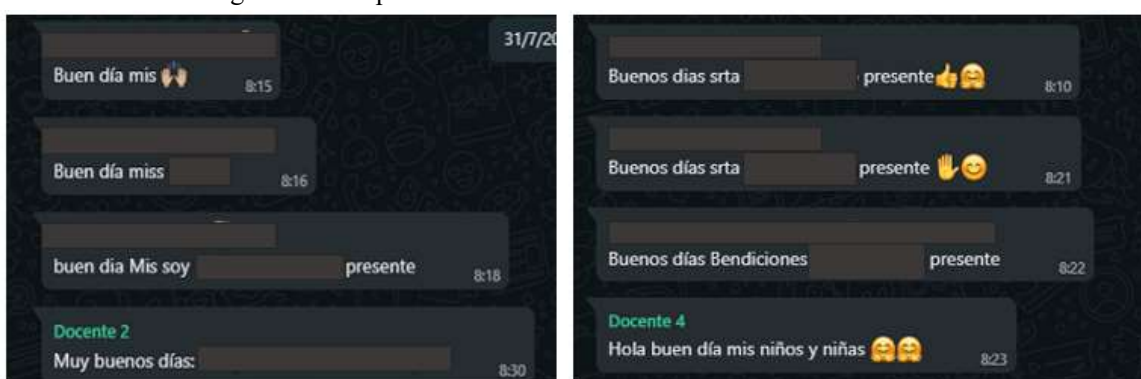 31/7/20
Buen día mis 🙌🏼
8:15
Buen día miss
8:16
buen dia Mis soy presente
8:18
Docente 2
Muy buenos días:
8:30
Buenos dias srta presente👍🤗
8:10
Buenos días srta presente 🖐😊
8:21
Buenos días Bendiciones presente
8:22
Docente 4
Hola buen día mis niños y niñas 🤗🤗
8:23